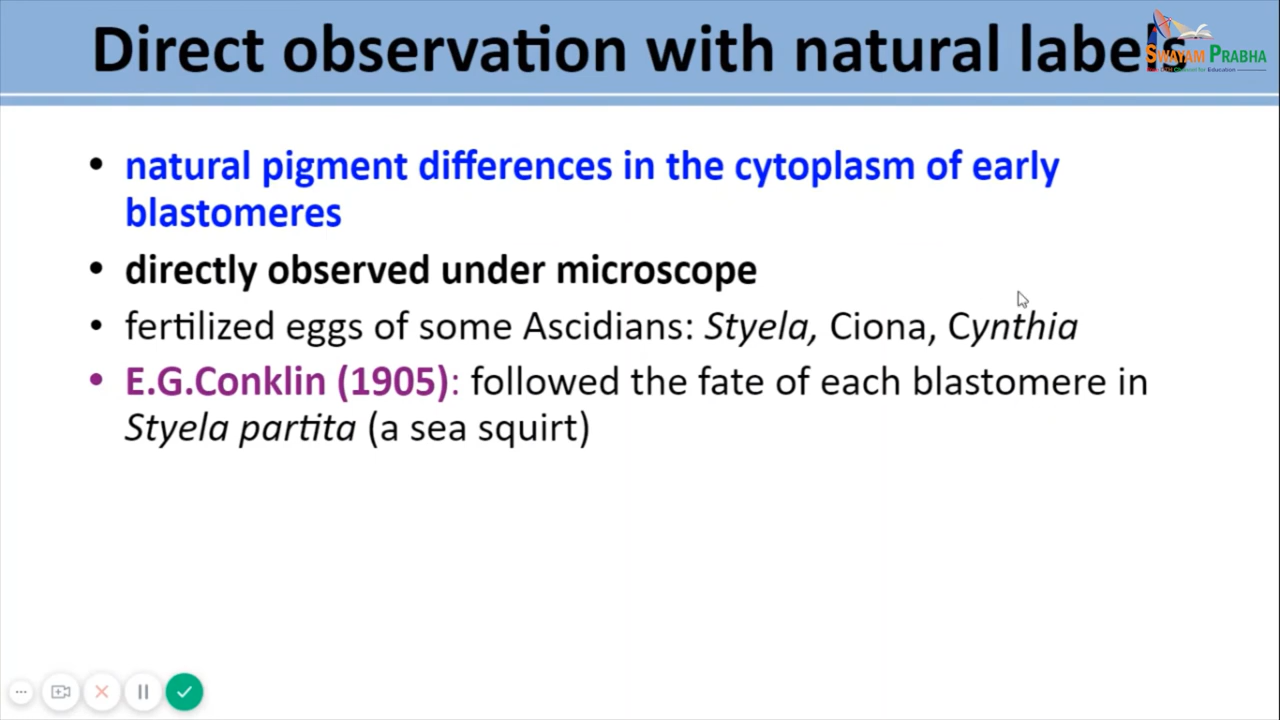 Direct observation with natural label
SWAYAM PRABHA
• natural pigment differences in the cytoplasm of early
blastomeres
• directly observed under microscope
• fertilized eggs of some Ascidians: Styela, Ciona, Cynthia
• E.G.Conklin (1905): followed the fate of each blastomere in
Styela partita (a sea squirt)